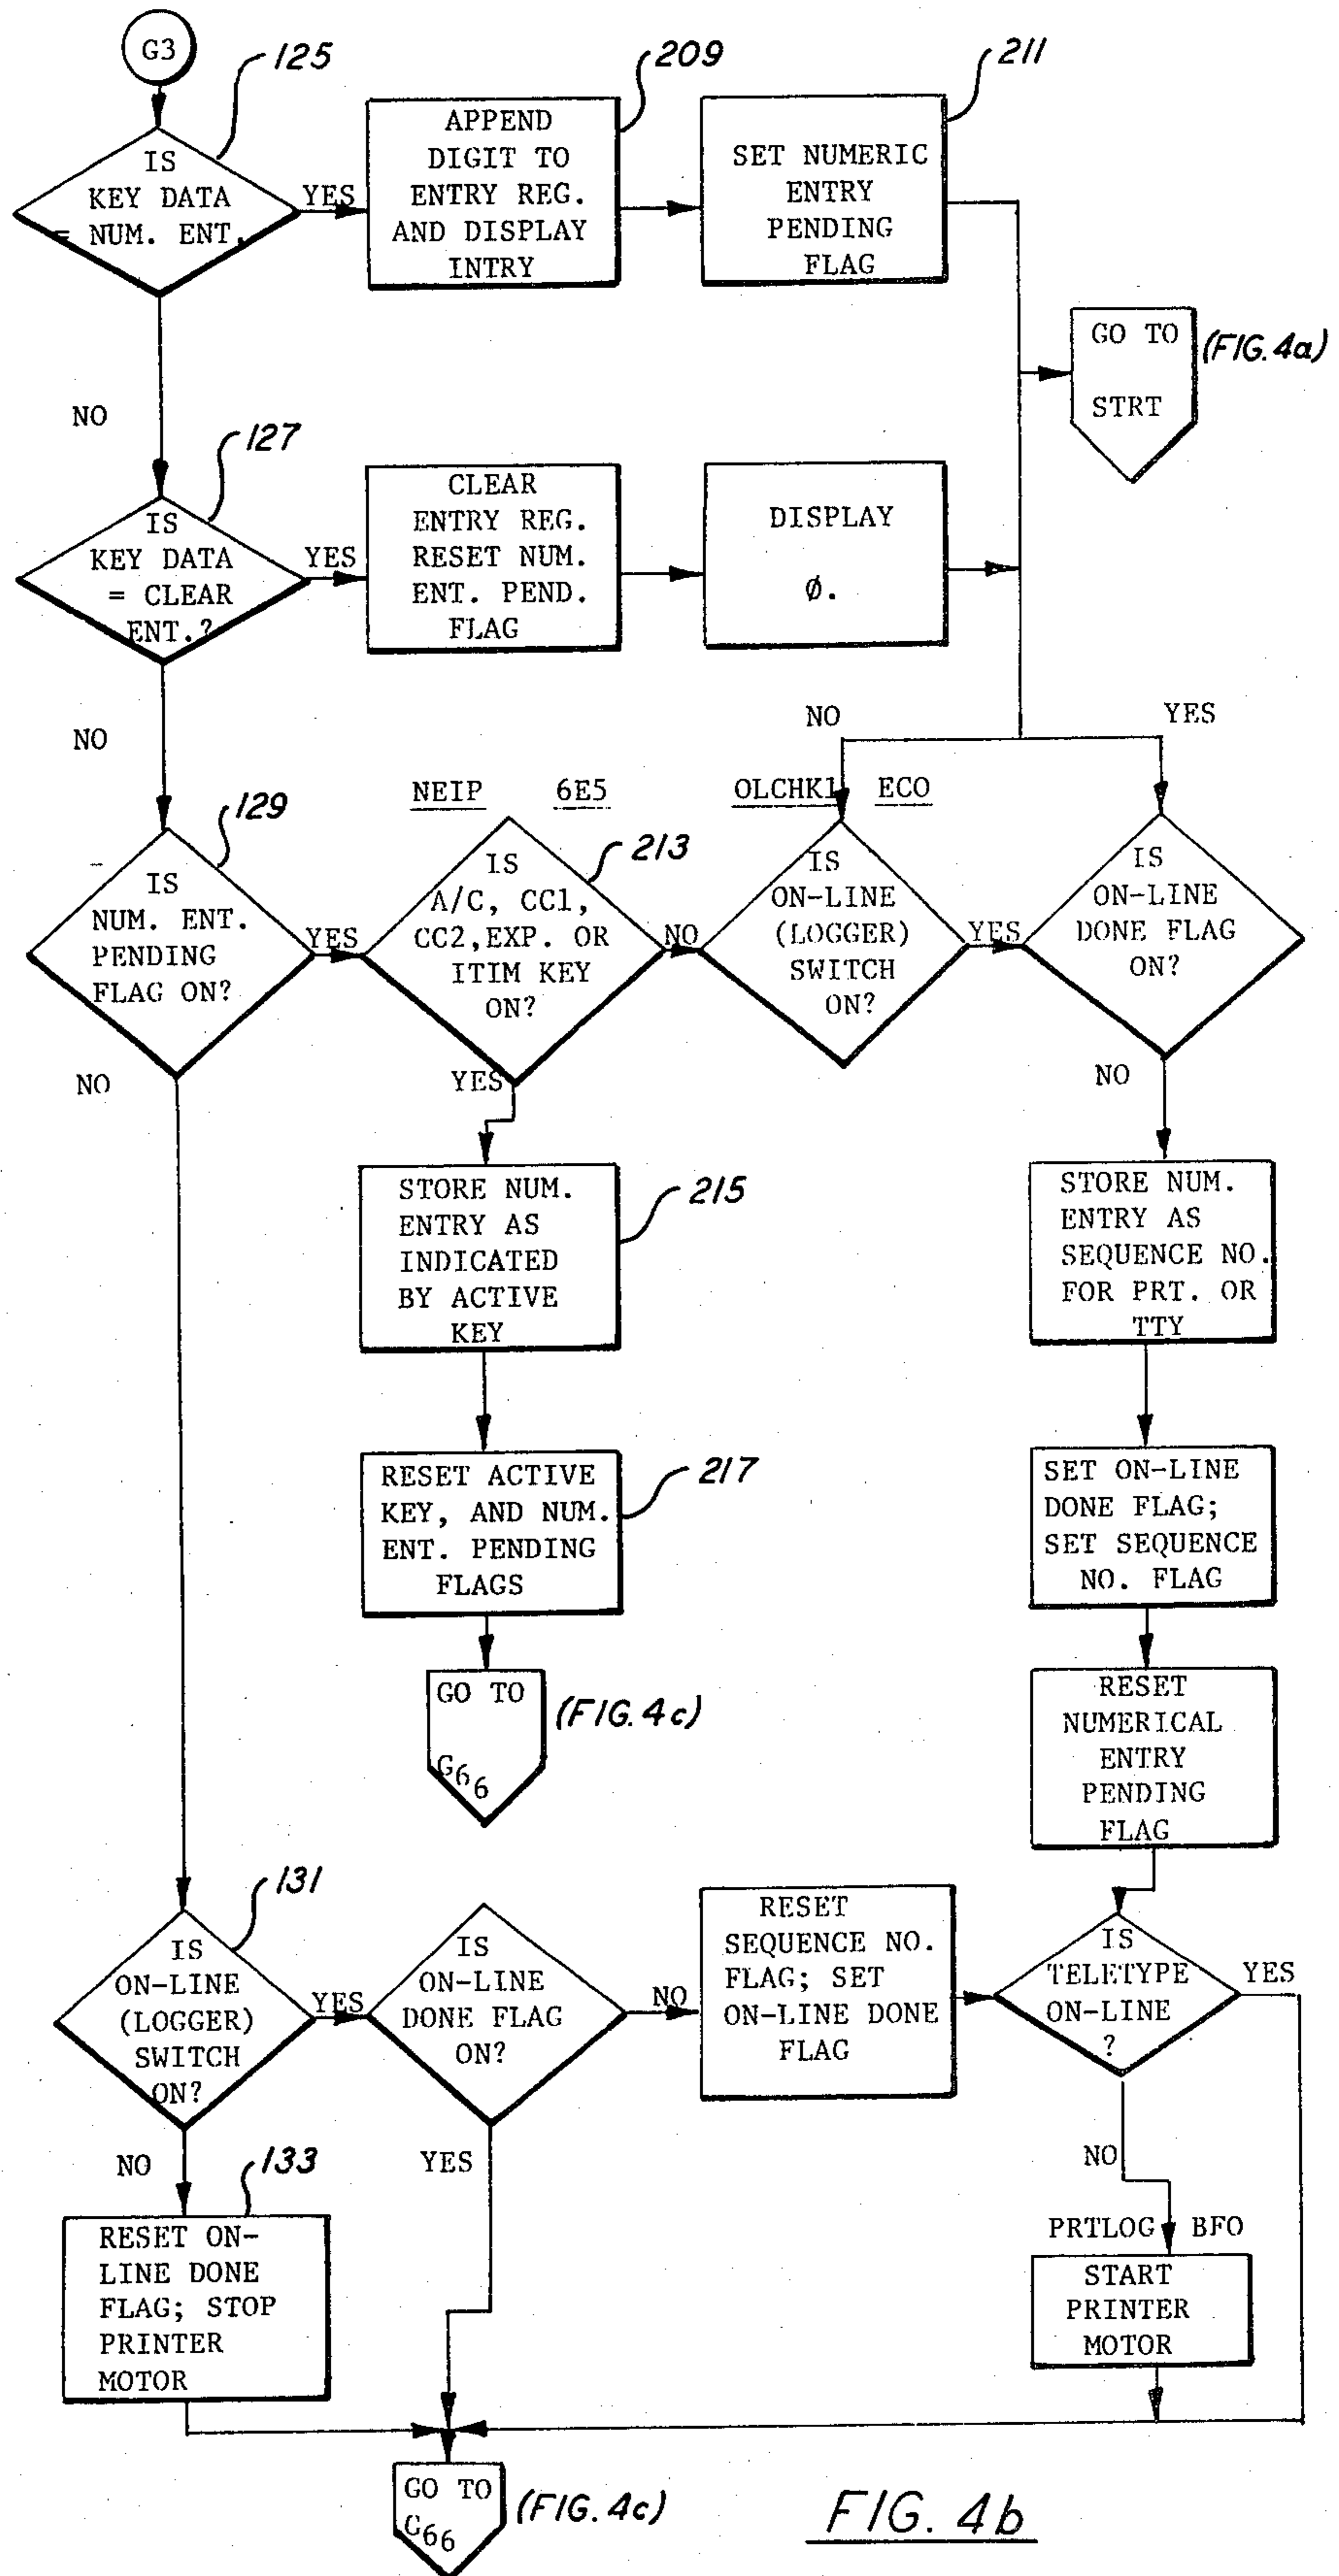 G3
125
IS
KEY DATA
= NUM. ENT.
YES
209
APPEND
DIGIT TO
ENTRY REG.
AND DISPLAY
INTRY
211
SET NUMERIC
ENTRY
PENDING
FLAG
GO TO
STRT
(FIG. 4a)
NO
127
IS
KEY DATA
= CLEAR
ENT.?
YES
CLEAR
ENTRY REG.
RESET NUM.
ENT. PEND.
FLAG
DISPLAY
Ø.
NO
NO
YES
129
IS
NUM. ENT.
PENDING
FLAG ON?
YES
NEIP 6E5
213
IS
A/C, CC1,
CC2, EXP. OR
ITIM KEY
ON?
NO
OLCHK1 ECO
IS
ON-LINE
(LOGGER)
SWITCH
ON?
YES
IS
ON-LINE
DONE FLAG
ON?
NO
YES
NO
STORE NUM.
ENTRY AS
INDICATED
BY ACTIVE
KEY
215
STORE NUM.
ENTRY AS
SEQUENCE NO.
FOR PRT. OR
TTY
RESET ACTIVE
KEY, AND NUM.
ENT. PENDING
FLAGS
217
SET ON-LINE
DONE FLAG;
SET SEQUENCE
NO. FLAG
GO TO
G66
(FIG. 4c)
RESET
NUMERICAL
ENTRY
PENDING
FLAG
131
IS
ON-LINE
(LOGGER)
SWITCH
ON?
YES
IS
ON-LINE
DONE FLAG
ON?
NO
RESET
SEQUENCE NO.
FLAG; SET
ON-LINE DONE
FLAG
IS
TELETYPE
ON-LINE
?
YES
NO
133
YES
NO
RESET ON-
LINE DONE
FLAG; STOP
PRINTER
MOTOR
PRTLOG BFO
START
PRINTER
MOTOR
GO TO
G66
(FIG. 4c)
FIG. 4b